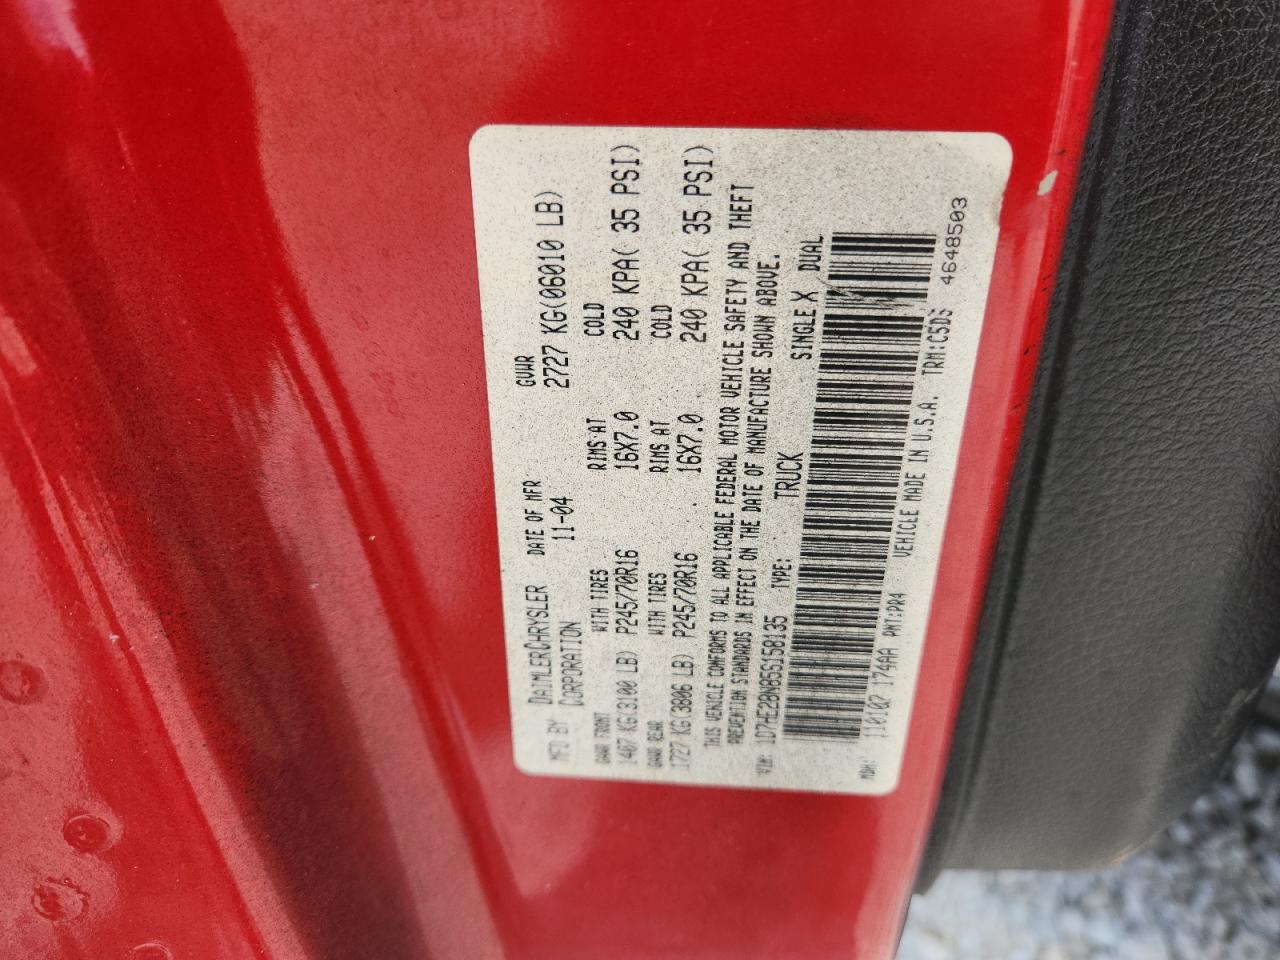 MFD BY DAIMLERCHRYSLER CORPORATION DATE OF MFR 11-04 GVWR 2727 KG(06010 LB)
GAWR FRONT WITH TIRES RIMS AT COLD
1407 KG(3100 LB) P245/70R16 16X7.0 240 KPA( 35 PSI)
GAWR REAR WITH TIRES RIMS AT COLD
1727 KG(3806 LB) P245/70R16 16X7.0 240 KPA( 35 PSI)
THIS VEHICLE CONFORMS TO ALL APPLICABLE FEDERAL MOTOR VEHICLE SAFETY AND THEFT
PREVENTION STANDARDS IN EFFECT ON THE DATE OF MANUFACTURE SHOWN ABOVE.
VIN: 1D7HE28N85S158135 TYPE: TRUCK SINGLE X DUAL
MDH: 110107 174AA PNT:PR4 VEHICLE MADE IN U.S.A. TRM:C5DS
4648503